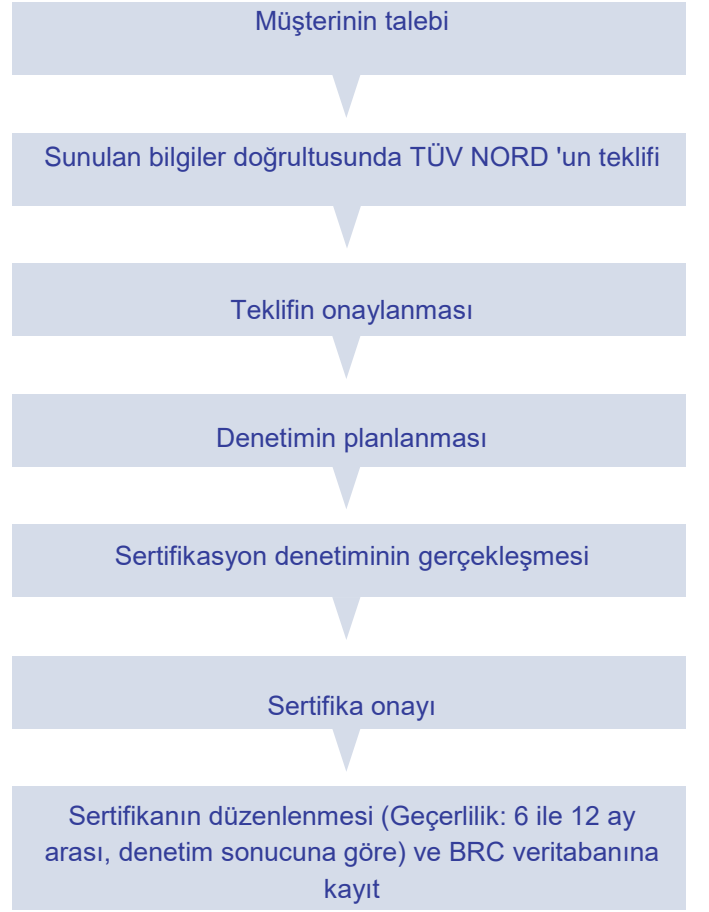 Müşterinin talebi
Sunulan bilgiler doğrultusunda TÜV NORD 'un teklifi
Teklifin onaylanması
Denetimin planlanması
Sertifikasyon denetiminin gerçekleşmesi
Sertifika onayı
Sertifikanın düzenlenmesi (Geçerlilik: 6 ile 12 ay
arası, denetim sonucuna göre) ve BRC veritabanına
kayıt